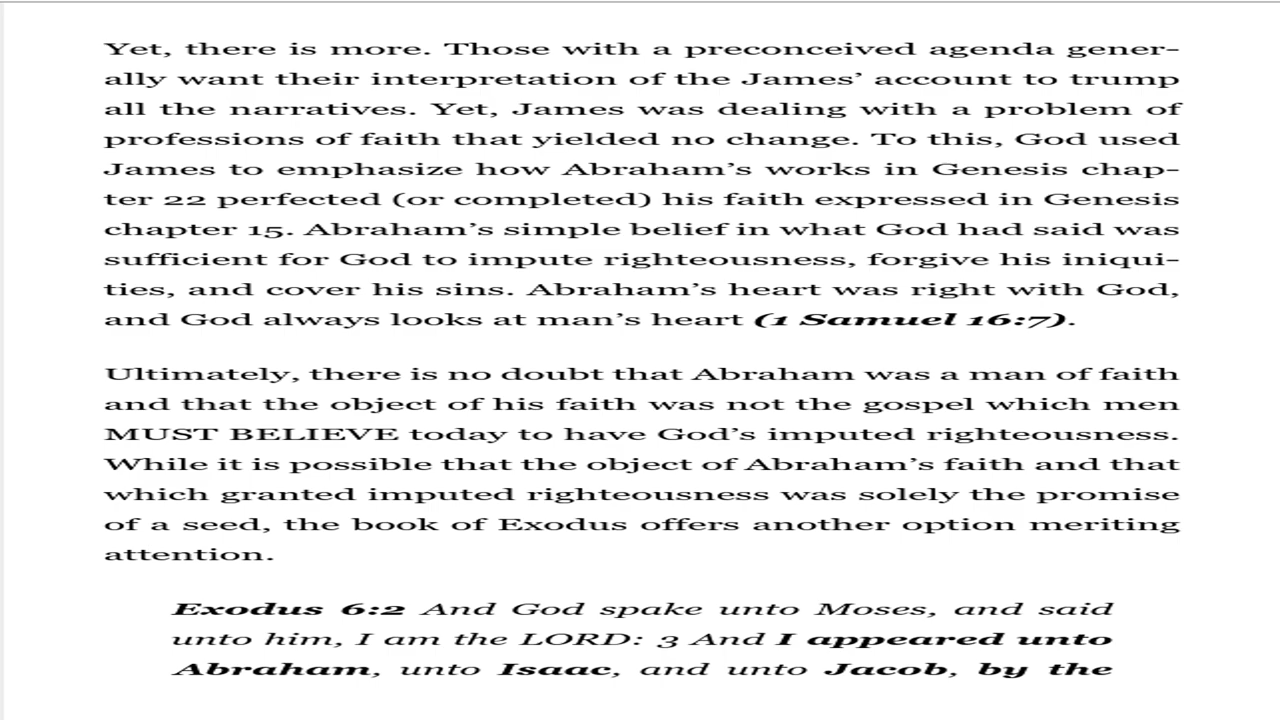 Yet, there is more. Those with a preconceived agenda gener-
ally want their interpretation of the James' account to trump
all the narratives. Yet, James was dealing with a problem of
professions of faith that yielded no change. To this, God used
James to emphasize how Abraham's works in Genesis chap-
ter 22 perfected (or completed) his faith expressed in Genesis
chapter 15. Abraham's simple belief in what God had said was
sufficient for God to impute righteousness, forgive his iniqui-
ties, and cover his sins. Abraham's heart was right with God,
and God always looks at man's heart (1 Samuel 16:7).
Ultimately, there is no doubt that Abraham was a man of faith
and that the object of his faith was not the gospel which men
MUST BELIEVE today to have God's imputed righteousness.
While it is possible that the object of Abraham's faith and that
which granted imputed righteousness was solely the promise
of a seed, the book of Exodus offers another option meriting
attention.
Exodus 6:2 And God spake unto Moses, and said
unto him, I am the LORD: 3 And I appeared unto
Abraham, unto Isaac, and unto Jacob, by the